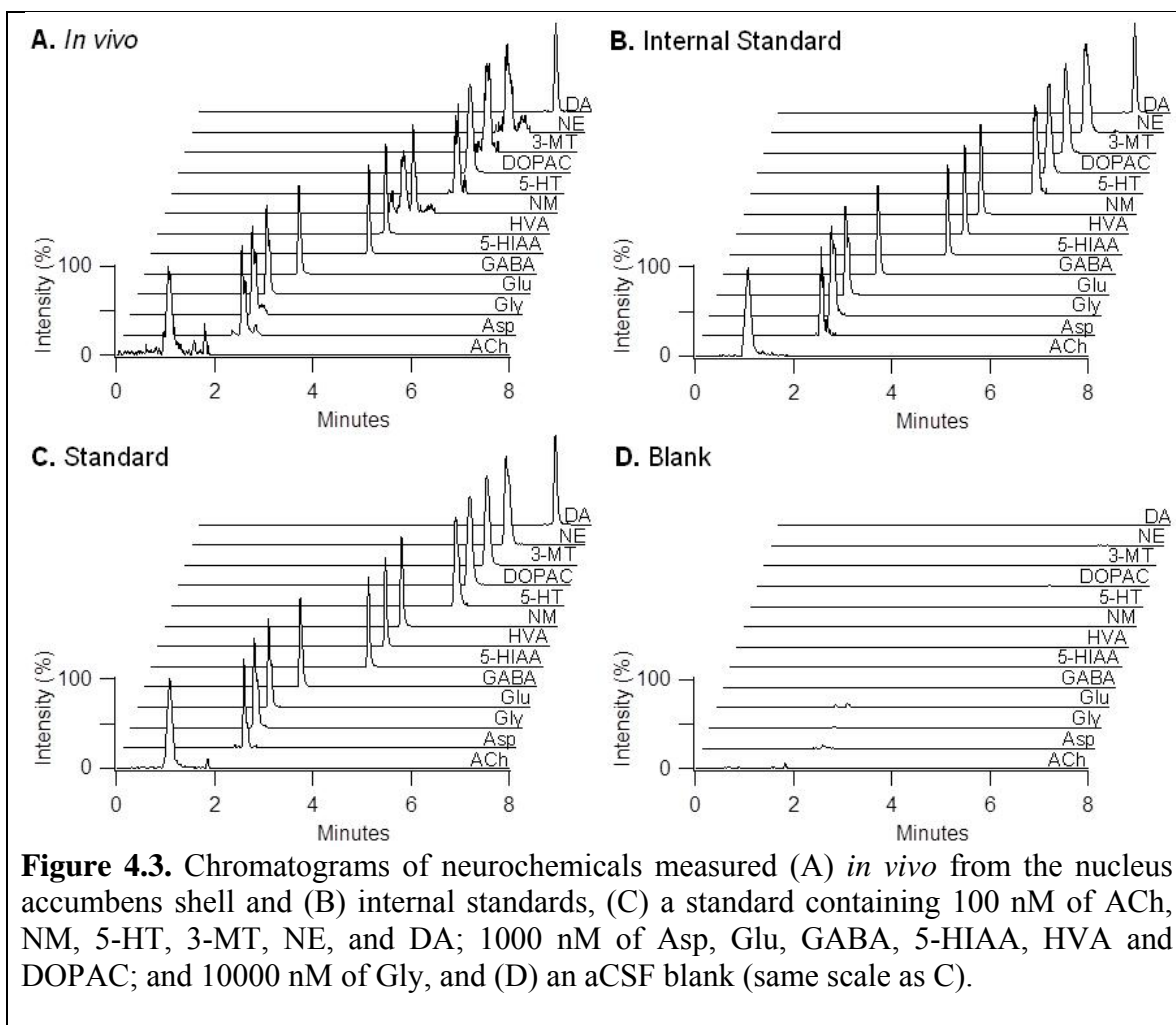 A. In vivo
DA
NE
3-MT
DOPAC
5-HT
NM
HVA
5-HIAA
GABA
Glu
Gly
Asp
ACh
Intensity (%)
100
0
0 2 4 6 8
Minutes
B. Internal Standard
DA
NE
3-MT
DOPAC
5-HT
NM
HVA
5-HIAA
GABA
Glu
Gly
Asp
ACh
Intensity (%)
100
0
0 2 4 6 8
Minutes
C. Standard
DA
NE
3-MT
DOPAC
5-HT
NM
HVA
5-HIAA
GABA
Glu
Gly
Asp
ACh
Intensity (%)
100
0
0 2 4 6 8
Minutes
D. Blank
DA
NE
3-MT
DOPAC
5-HT
NM
HVA
5-HIAA
GABA
Glu
Gly
Asp
ACh
Intensity (%)
100
0
0 2 4 6 8
Minutes
Figure 4.3. Chromatograms of neurochemicals measured (A) in vivo from the nucleus
accumbens shell and (B) internal standards, (C) a standard containing 100 nM of ACh,
NM, 5-HT, 3-MT, NE, and DA; 1000 nM of Asp, Glu, GABA, 5-HIAA, HVA and
DOPAC; and 10000 nM of Gly, and (D) an aCSF blank (same scale as C).